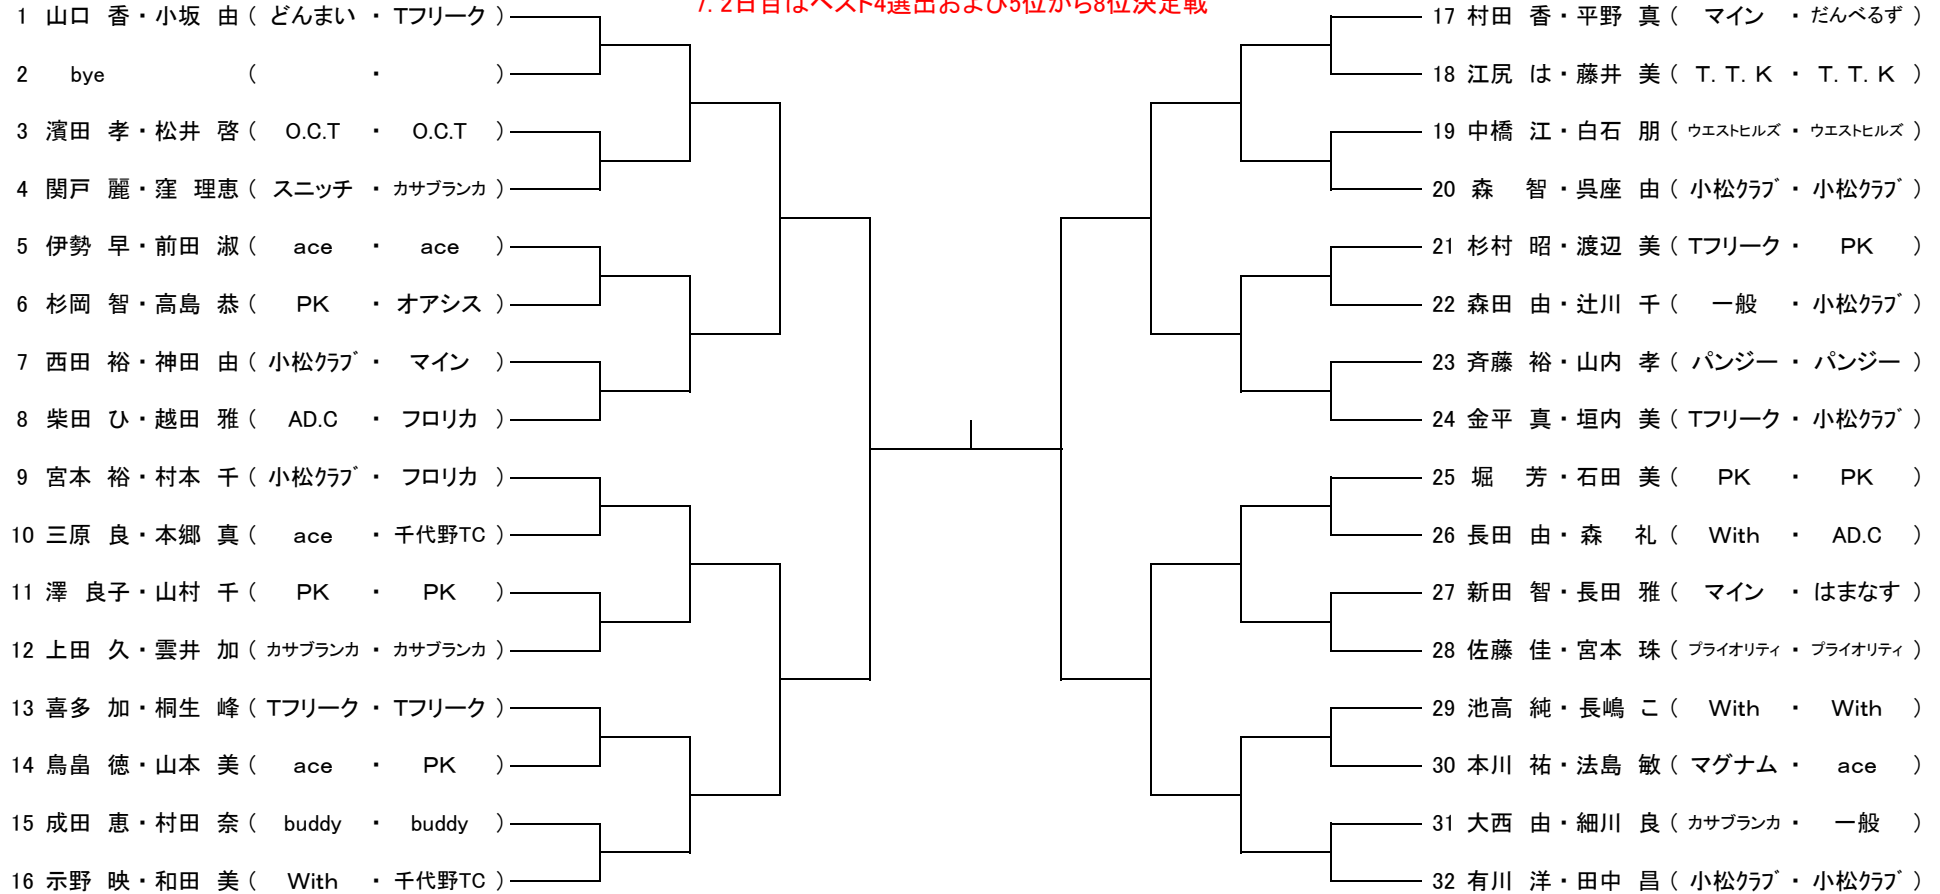 7. 2日目はベスト4選出および5位から8位決定戦
1 山口 香・小坂 由 ( どんまい ・ Tフリーク )
2 bye ( ・ )
3 濱田 孝・松井 啓 ( O.C.T ・ O.C.T )
4 関戸 麗・窪 理恵 ( スニッチ ・ カサブランカ )
5 伊勢 早・前田 淑 ( ace ・ ace )
6 杉岡 智・高島 恭 ( PK ・ オアシス )
7 西田 裕・神田 由 ( 小松ｸﾗﾌﾞ ・ マイン )
8 柴田 ひ・越田 雅 ( AD.C ・ フロリカ )
9 宮本 裕・村本 千 ( 小松ｸﾗﾌﾞ ・ フロリカ )
10 三原 良・本郷 真 ( ace ・ 千代野TC )
11 澤 良子・山村 千 ( PK ・ PK )
12 上田 久・雲井 加 ( カサブランカ ・ カサブランカ )
13 喜多 加・桐生 峰 ( Tフリーク ・ Tフリーク )
14 鳥畠 徳・山本 美 ( ace ・ PK )
15 成田 恵・村田 奈 ( buddy ・ buddy )
16 示野 映・和田 美 ( With ・ 千代野TC )
17 村田 香・平野 真 ( マイン ・ だんべるず )
18 江尻 は・藤井 美 ( T. T. K ・ T. T. K )
19 中橋 江・白石 朋 ( ウエストヒルズ ・ ウエストヒルズ )
20 森 智・呉座 由 ( 小松ｸﾗﾌﾞ ・ 小松ｸﾗﾌﾞ )
21 杉村 昭・渡辺 美 ( Tフリーク ・ PK )
22 森田 由・辻川 千 ( 一般 ・ 小松ｸﾗﾌﾞ )
23 斉藤 裕・山内 孝 ( パンジー ・ パンジー )
24 金平 真・垣内 美 ( Tフリーク ・ 小松ｸﾗﾌﾞ )
25 堀 芳・石田 美 ( PK ・ PK )
26 長田 由・森 礼 ( With ・ AD.C )
27 新田 智・長田 雅 ( マイン ・ はまなす )
28 佐藤 佳・宮本 珠 ( プライオリティ ・ プライオリティ )
29 池高 純・長嶋 こ ( With ・ With )
30 本川 祐・法島 敏 ( マグナム ・ ace )
31 大西 由・細川 良 ( カサブランカ ・ 一般 )
32 有川 洋・田中 昌 ( 小松ｸﾗﾌﾞ ・ 小松ｸﾗﾌﾞ )